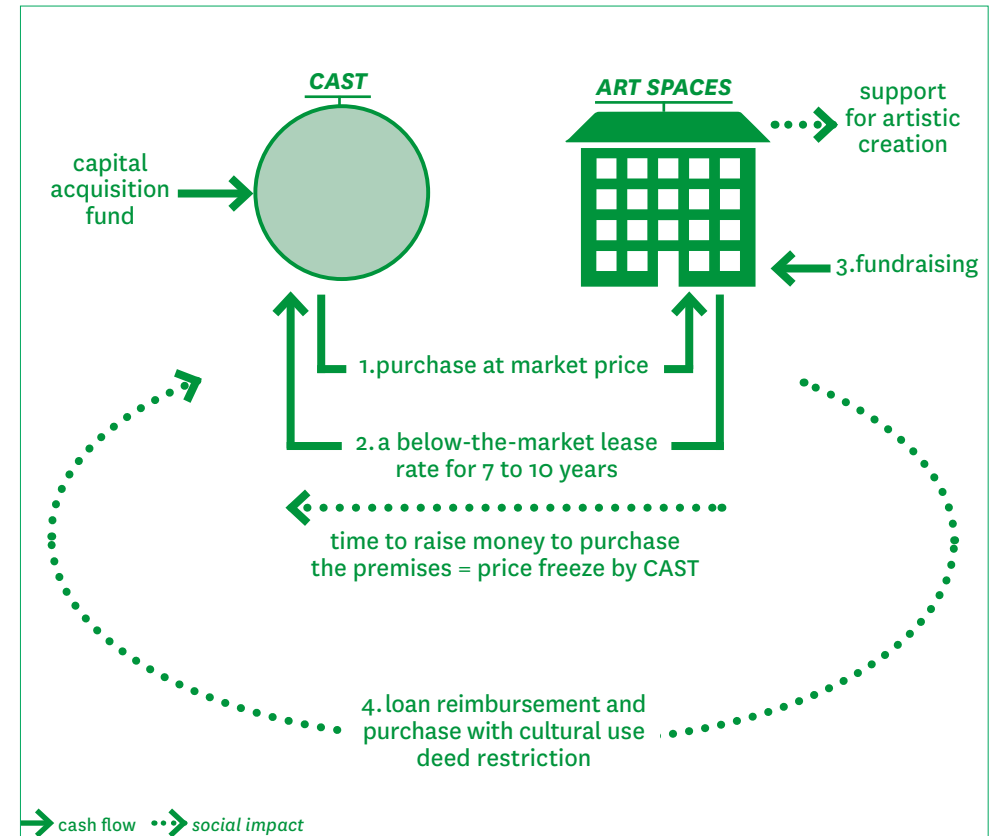 CAST
ART SPACES
support
for artistic
creation
capital
acquisition
fund
3.fundraising
1.purchase at market price
2.a below-the-market lease
rate for 7 to 10 years
time to raise money to purchase
the premises = price freeze by CAST
4.loan reimbursement and
purchase with cultural use
deed restriction
cash flow social impact